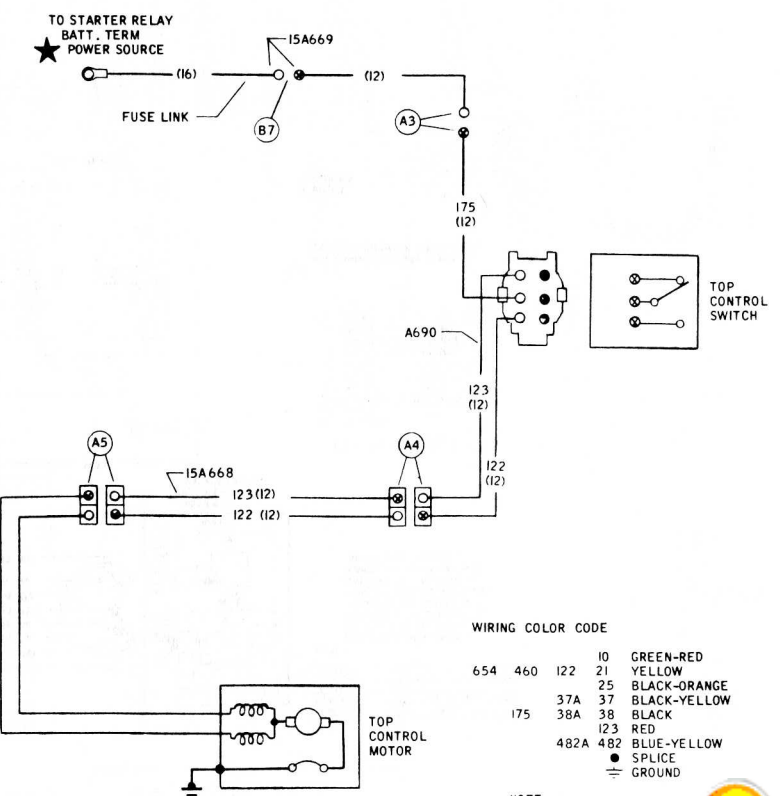 TO STARTER RELAY
BATT. TERM
POWER SOURCE
15A669
(16)
(12)
FUSE LINK
B7
A3
175
(12)
TOP
CONTROL
SWITCH
A690
123
(12)
A5
A4
15A668
122
(12)
123(12)
122 (12)
WIRING COLOR CODE
10 GREEN-RED
654 460 122 21 YELLOW
25 BLACK-ORANGE
37A 37 BLACK-YELLOW
175 38A 38 BLACK
123 RED
482A 482 BLUE-YELLOW
SPLICE
GROUND
TOP
CONTROL
MOTOR